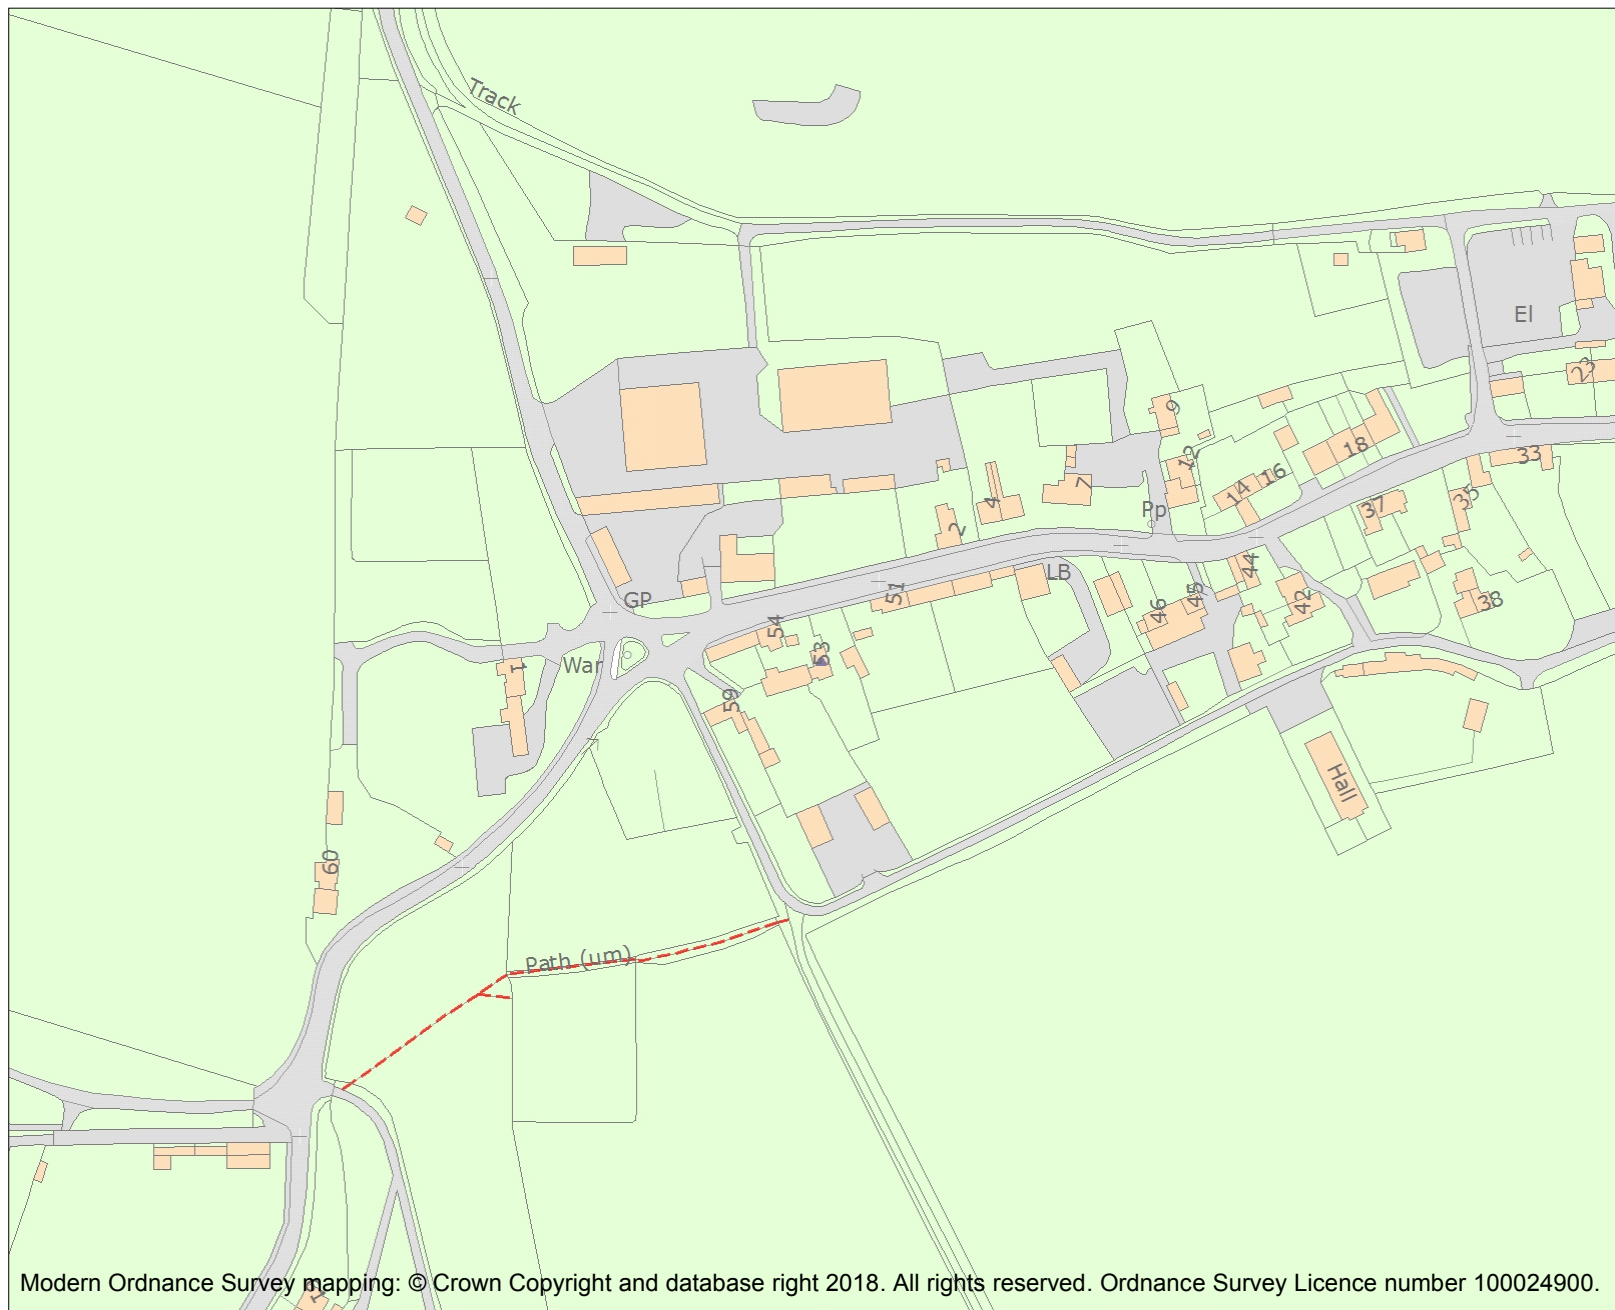 Track
El
23
9
18
12
16
14
33
7
4
35
37
Pp
2
LB
44
51
45
46
42
38
GP
54
53
War
1
59
Hall
60
Path (um)
Modern Ordnance Survey mapping: © Crown Copyright and database right 2018. All rights reserved. Ordnance Survey Licence number 100024900.